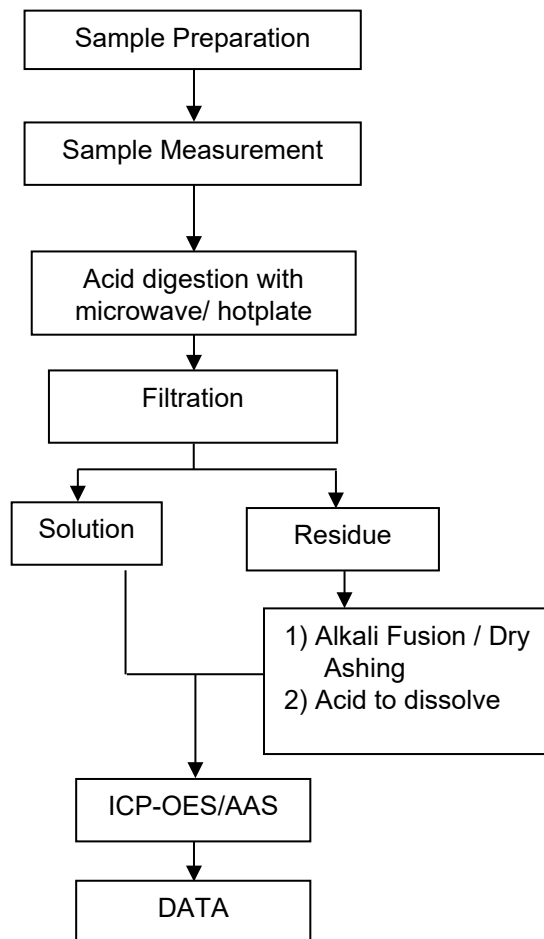 Sample Preparation
Sample Measurement
Acid digestion with
microwave/ hotplate
Filtration
Solution
Residue
1) Alkali Fusion / Dry
Ashing
2) Acid to dissolve
ICP-OES/AAS
DATA